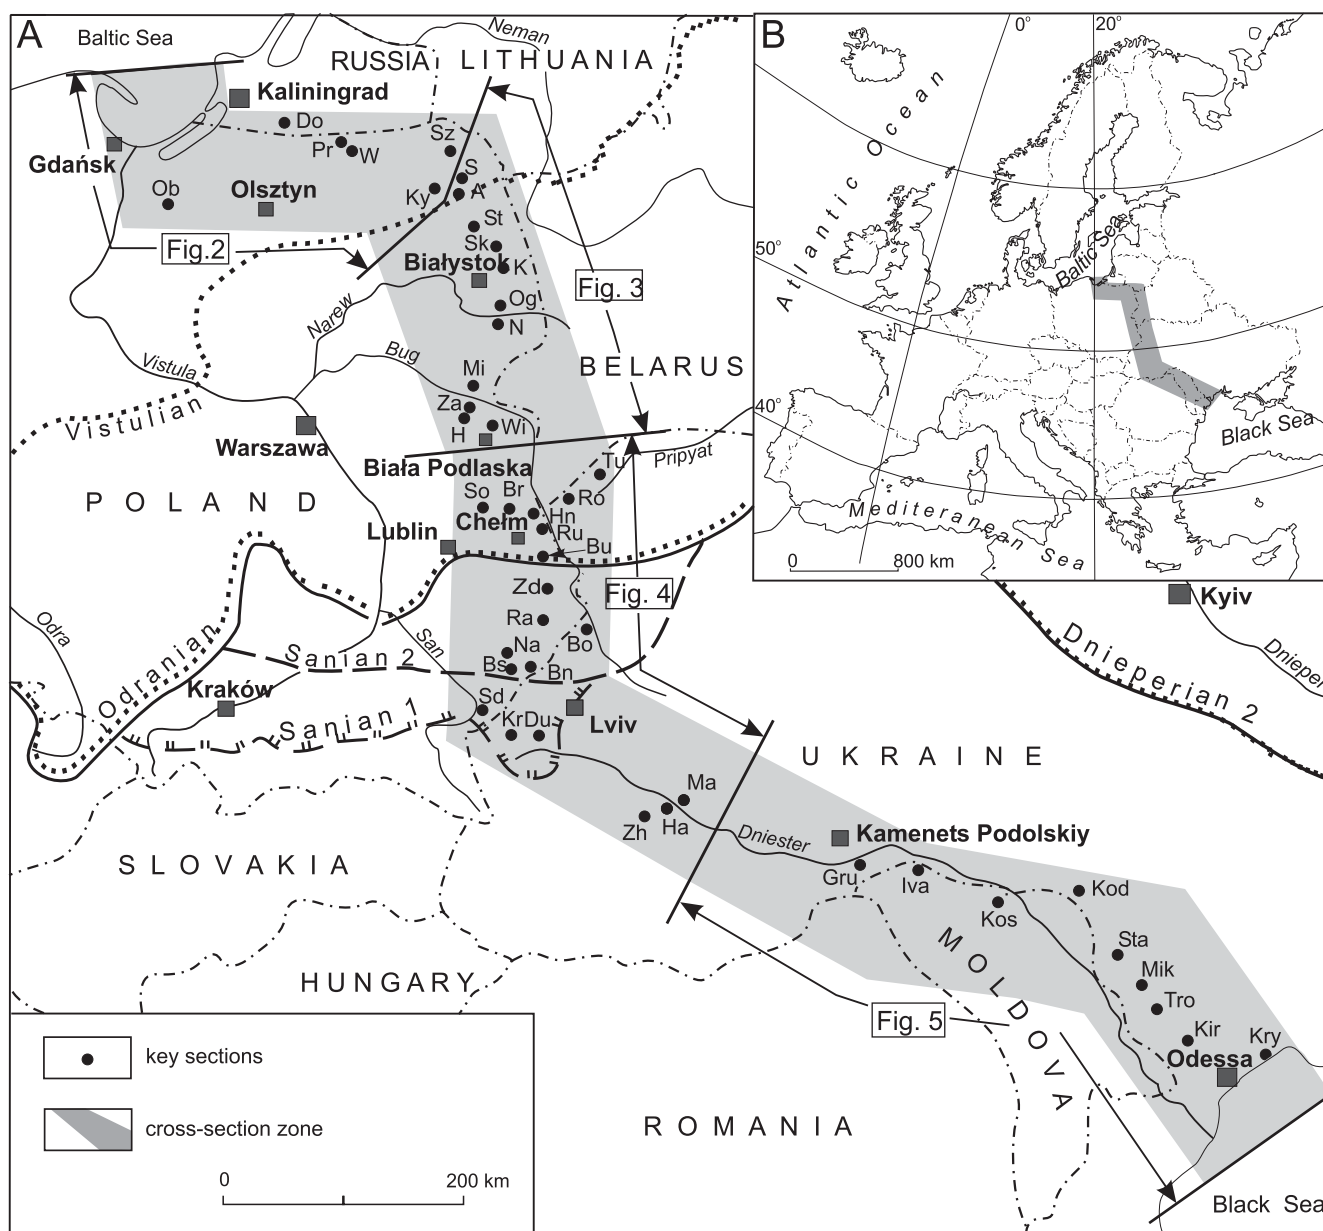 A
Baltic Sea
Neman
RUSSIA
LITHUANIA
Kaliningrad
Do
Pr
W
Sz
S
Gdańsk
Ob
Olsztyn
Ky
A
St
Fig.2
Sk
Białystok
K
Fig. 3
Og
Narew
N
Bug
BELARUS
Vistula
Mi
Vistulian
Za
H
Wi
Warszawa
Biała Podlaska
Tu
Pripyat
POLAND
So
Br
Ro
Chełm
Hn
Lublin
Ru
Bu
Zd
Fig. 4
Odra
Ra
Bo
San
Odranian
Sanian 2
Na
Bs
Bn
Kraków
Sd
Sanian 1
Kr
Du
Lviv
Kyiv
Dnieper
Dnieperian 2
UKRAINE
Ma
Zh
Ha
Dniester
Kamenets Podolskiy
SLOVAKIA
Gru
Iva
Kos
Kod
MOLDOVA
Sta
HUNGARY
Mik
Tro
Fig. 5
Kir
Kry
Odessa
ROMANIA
Black Sea
key sections
cross-section zone
0
200 km
B
0°
20°
Atlantic Ocean
50°
Baltic Sea
40°
Black Sea
Mediteranean Sea
0
800 km